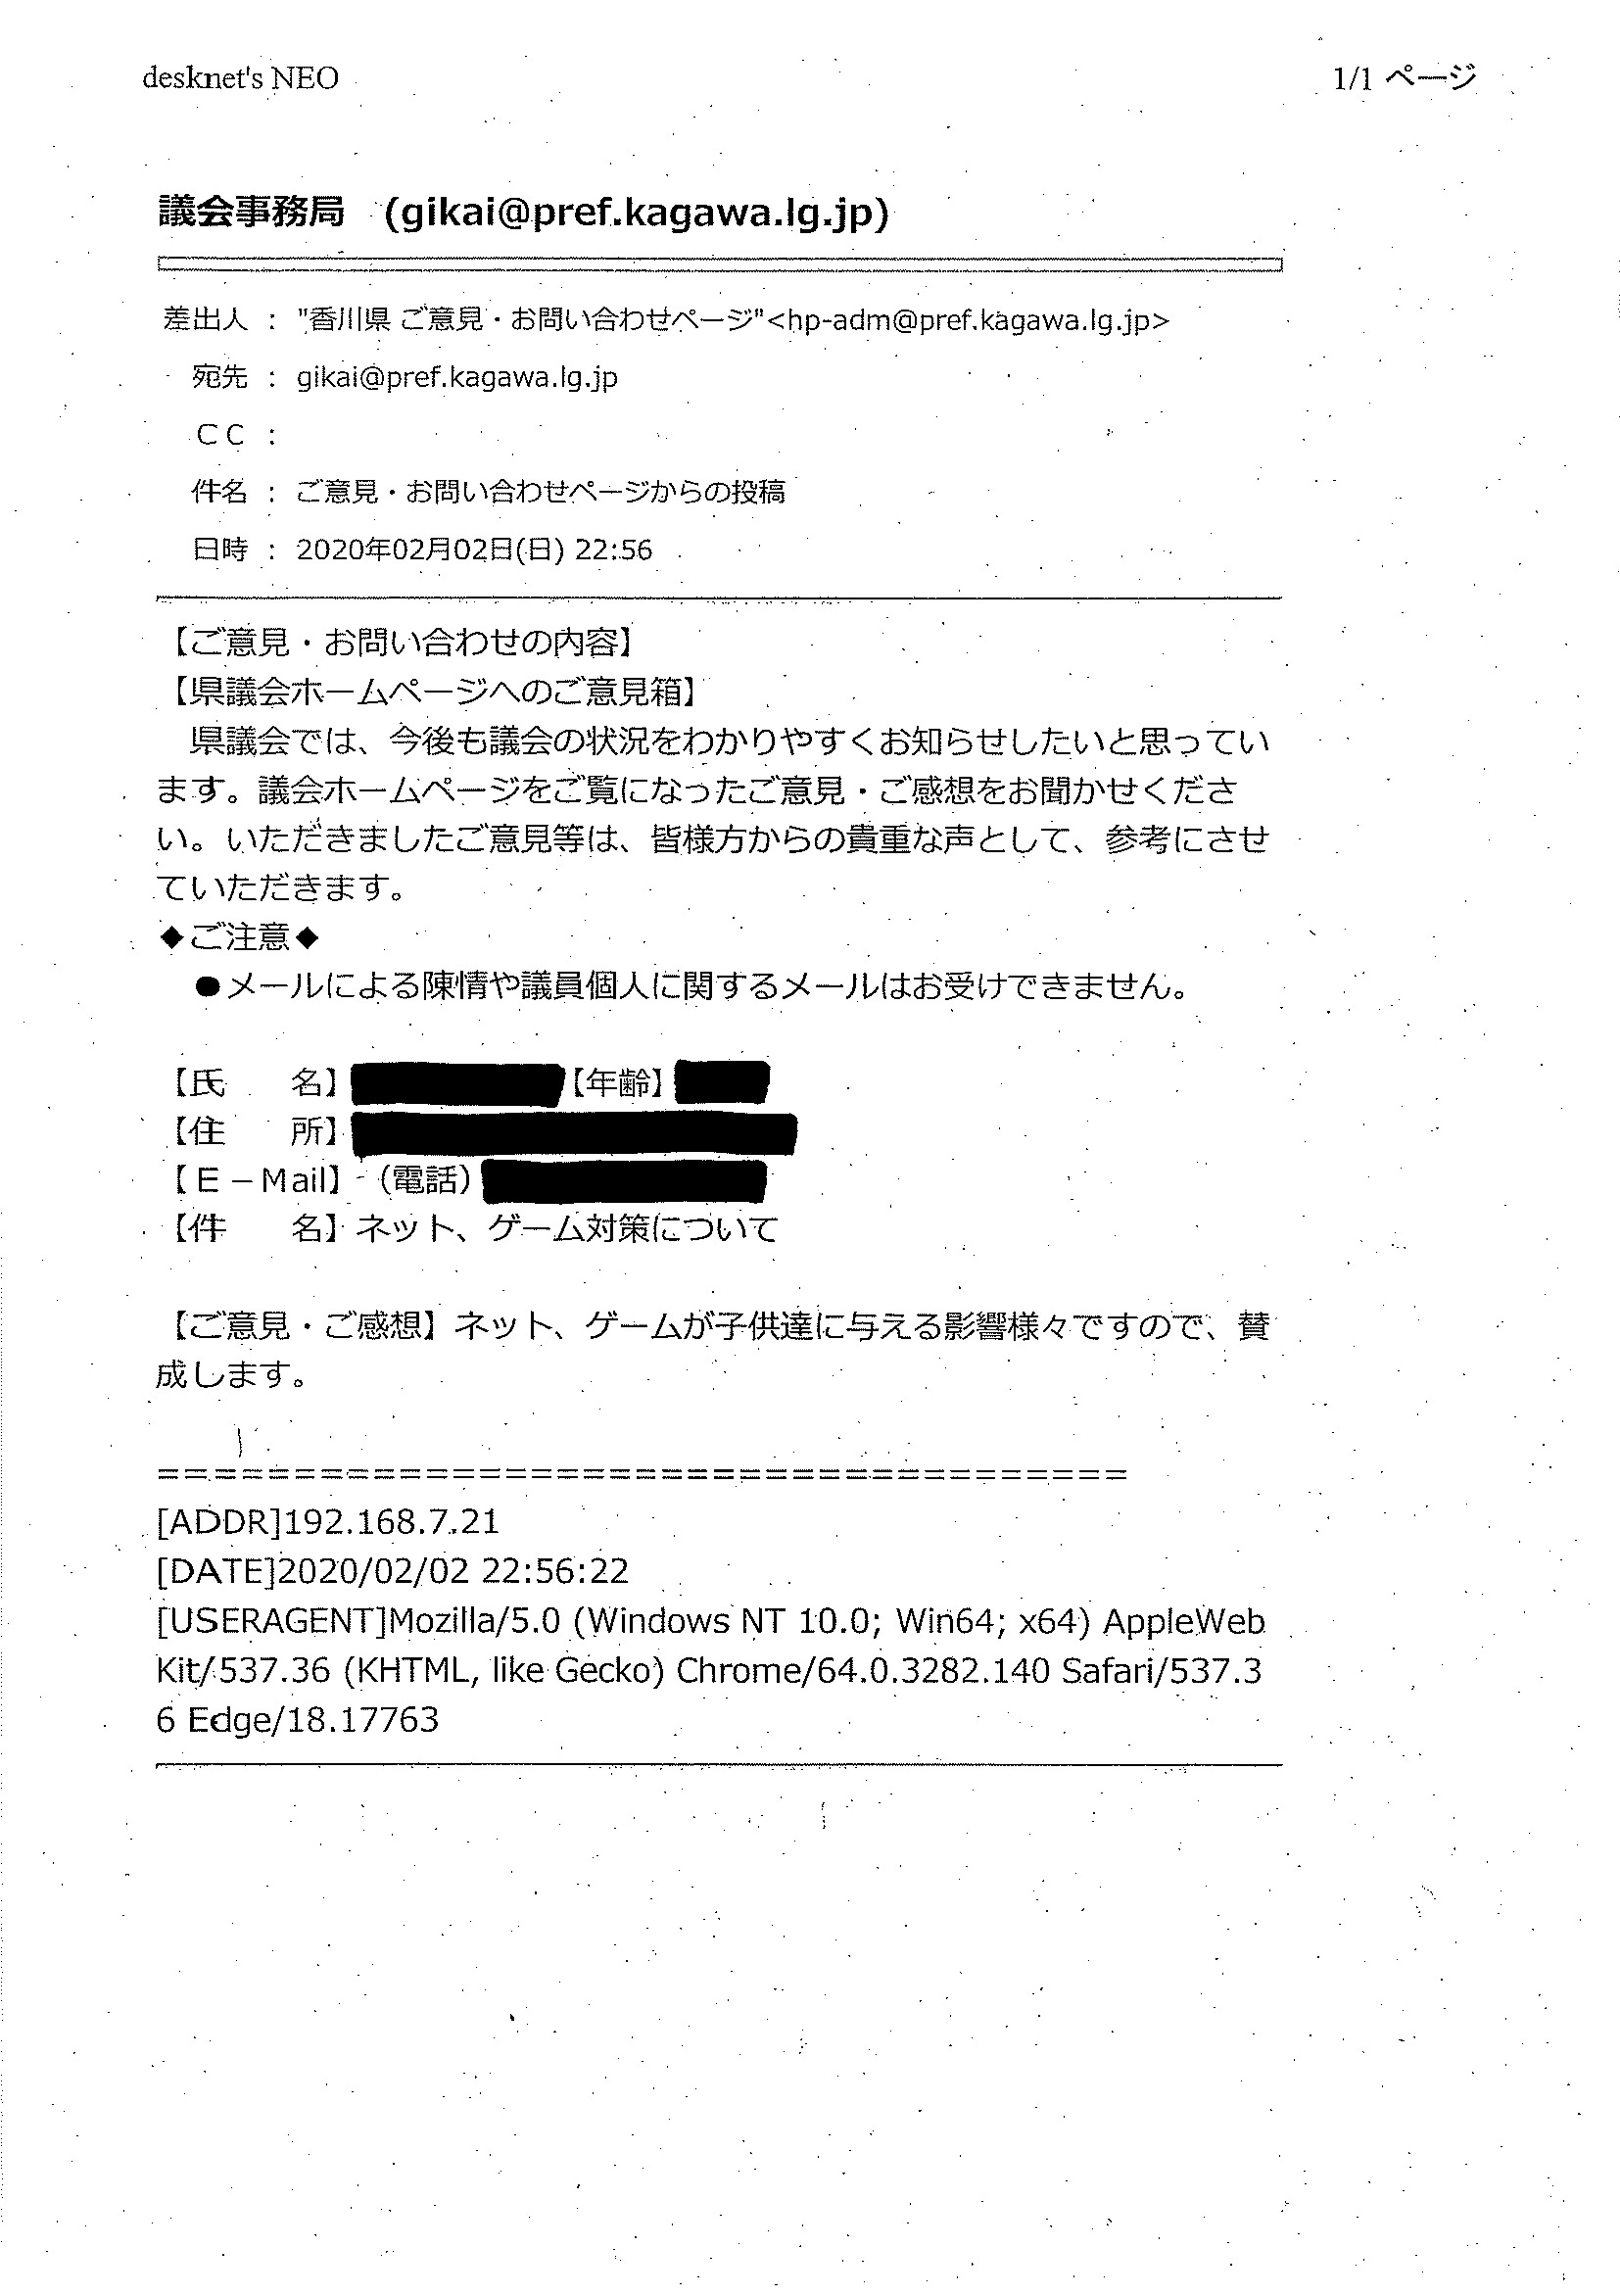 desknet's NEO
1/1 ページ
議会事務局 (gikai@pref.kagawa.lg.jp)
差出人 : "香川県 ご意見・お問い合わせページ"<hp-adm@pref.kagawa.lg.jp>
宛先 : gikai@pref.kagawa.lg.jp
ＣＣ :
件名 : ご意見・お問い合わせページからの投稿
日時 : 2020年02月02日(日) 22:56
【ご意見・お問い合わせの内容】
【県議会ホームページへのご意見箱】
　県議会では、今後も議会の状況をわかりやすくお知らせしたいと思ってい
ます。議会ホームページをご覧になったご意見・ご感想をお聞かせくださ
い。いただきましたご意見等は、皆様方からの貴重な声として、参考にさせ
ていただきます。
◆ご注意◆
　●メールによる陳情や議員個人に関するメールはお受けできません。
【氏　　名】【年齢】
【住　　所】
【Ｅ－Mail】（電話）
【件　　名】ネット、ゲーム対策について
【ご意見・ご感想】ネット、ゲームが子供達に与える影響様々ですので、賛
成します。
=====================================
[ADDR]192.168.7.21
[DATE]2020/02/02 22:56:22
[USERAGENT]Mozilla/5.0 (Windows NT 10.0; Win64; x64) AppleWeb
Kit/537.36 (KHTML, like Gecko) Chrome/64.0.3282.140 Safari/537.3
6 Edge/18.17763